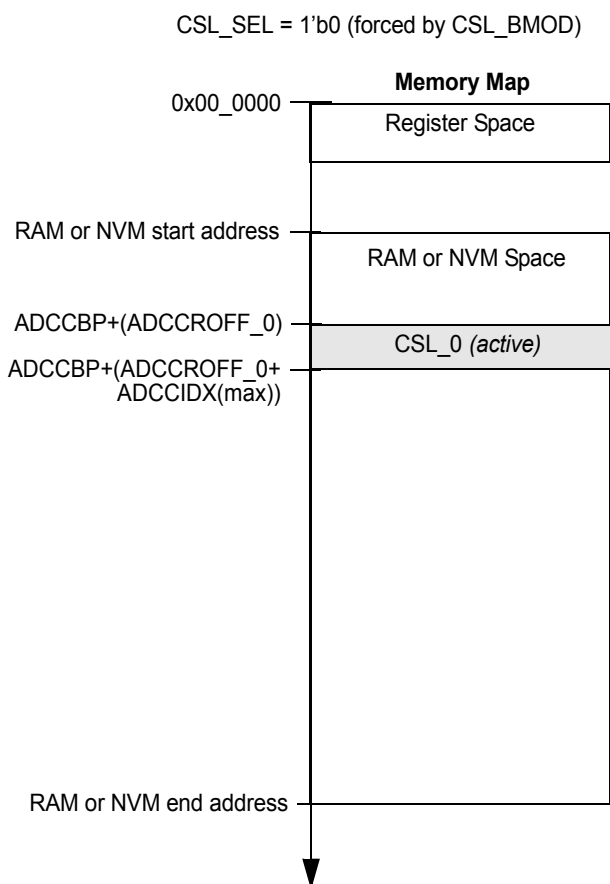 CSL_SEL = 1'b0 (forced by CSL_BMOD)
Memory Map
0x00_0000
Register Space
RAM or NVM start address
RAM or NVM Space
ADCCBP+(ADCCROFF_0)
CSL_0 (active)
ADCCBP+(ADCCROFF_0+
ADCCIDX(max))
RAM or NVM end address